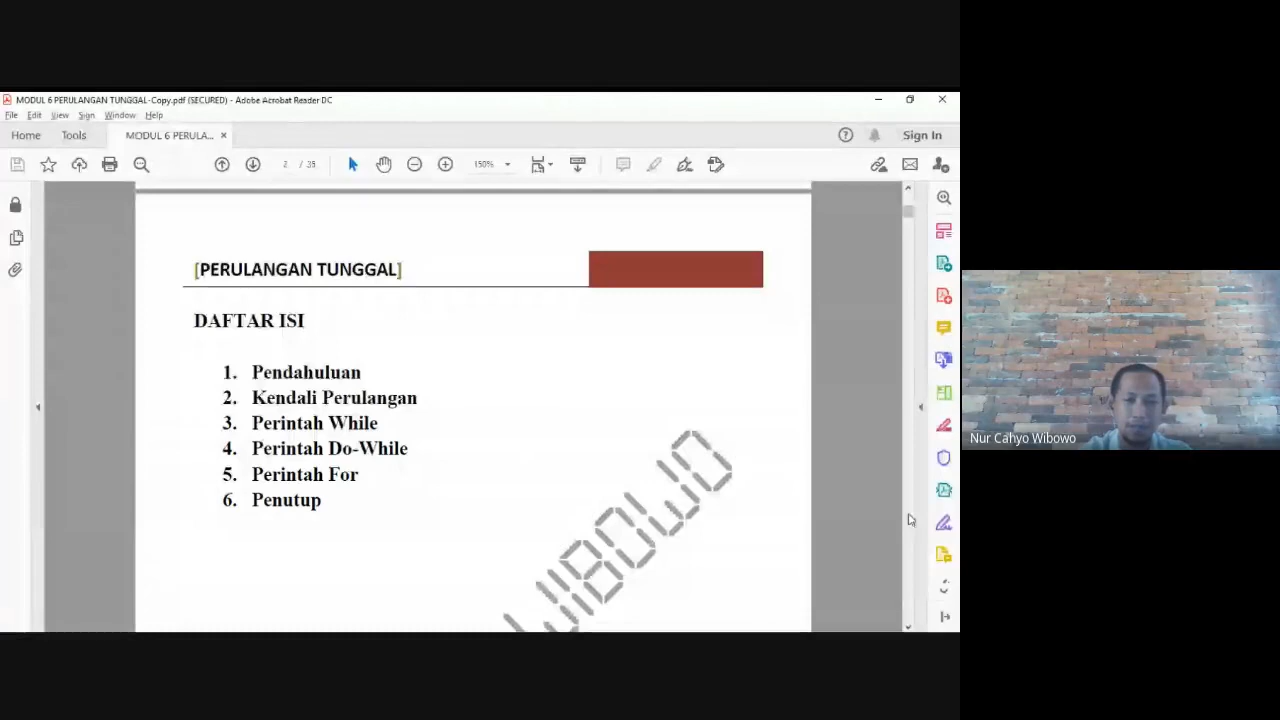 MODUL 6 PERULANGAN TUNGGAL-Copy.pdf (SECURED) - Adobe Acrobat Reader DC
File Edit View Sign Window Help
Home Tools MODUL 6 PERULA... × Sign In
2 / 35 150%
[PERULANGAN TUNGGAL]
DAFTAR ISI
1. Pendahuluan
2. Kendali Perulangan
3. Perintah While
4. Perintah Do-While
5. Perintah For
6. Penutup
WIBOWO
Nur Cahyo Wibowo